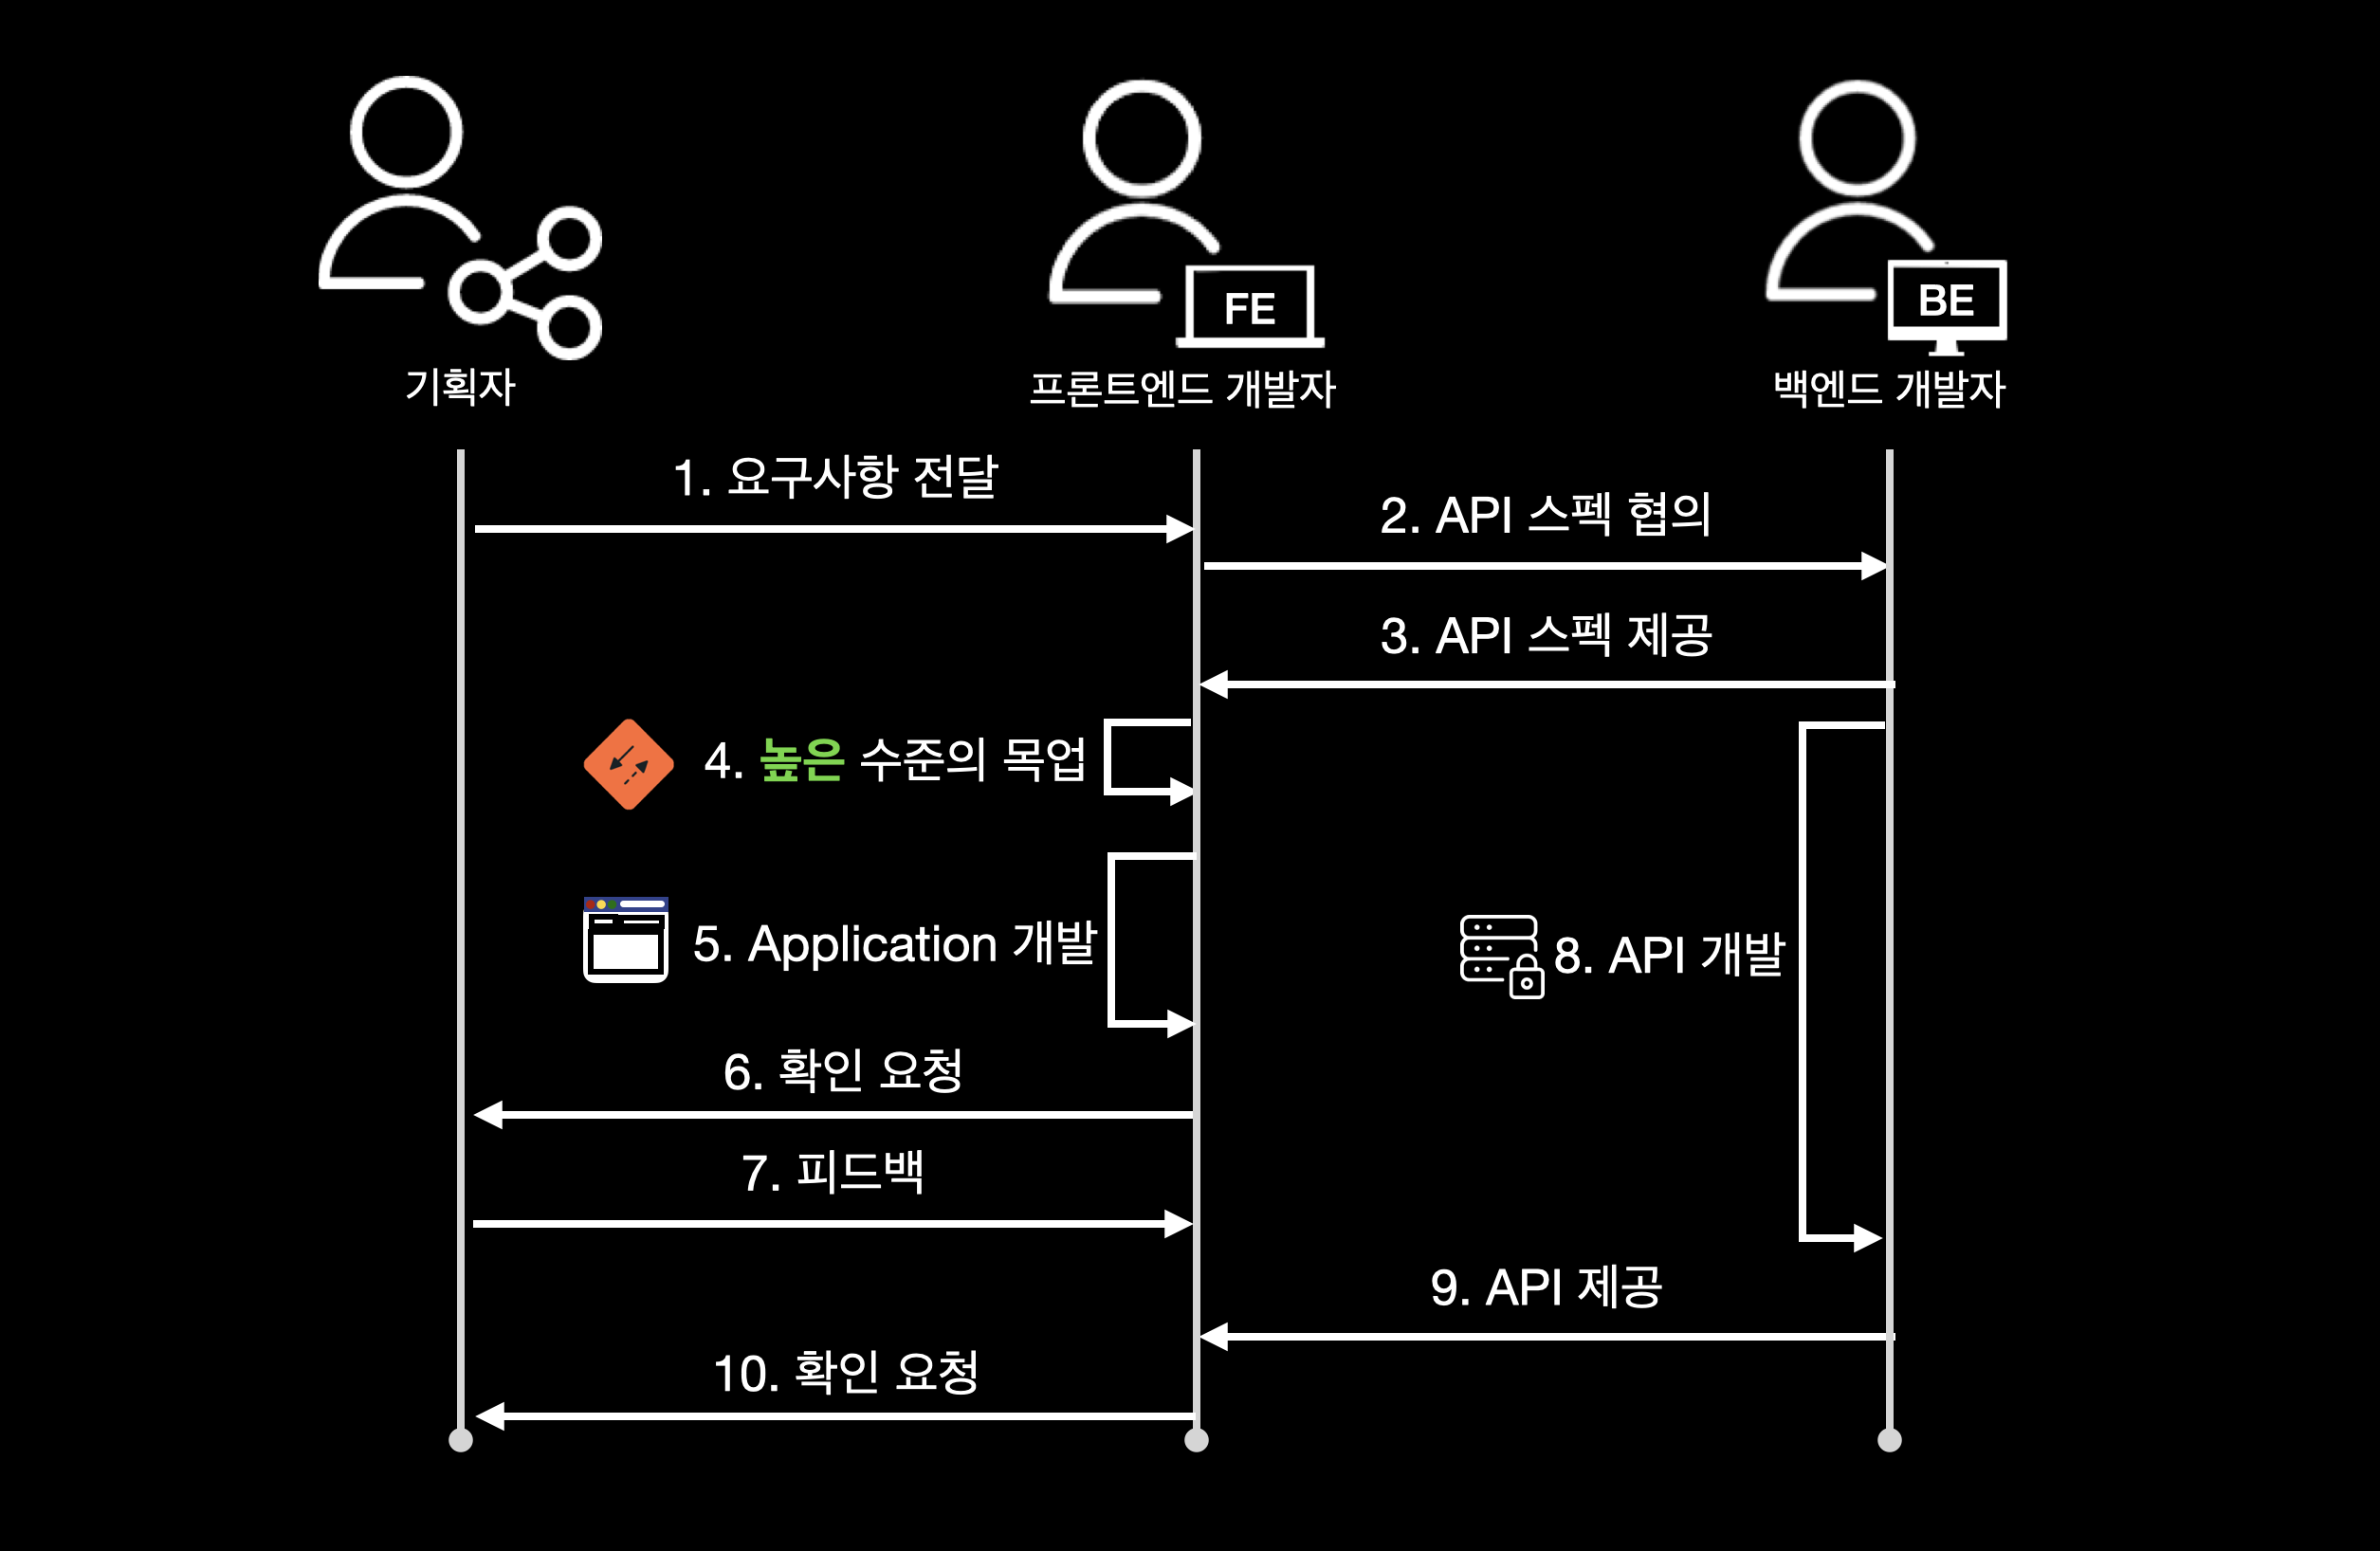 FE
BE
기획자
프론트엔드 개발자
백엔드 개발자
1. 요구사항 전달
2. API 스펙 협의
3. API 스펙 제공
4. 높은 수준의 목업
5. Application 개발
8. API 개발
6. 확인 요청
7. 피드백
9. API 제공
10. 확인 요청